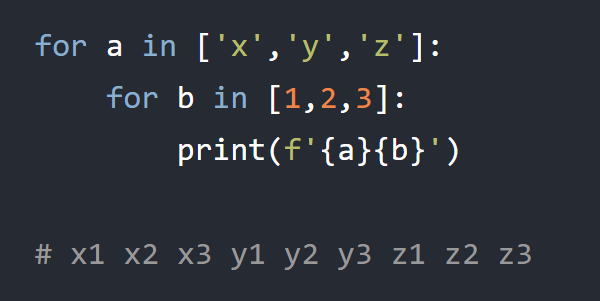 for a in ['x','y','z']:
    for b in [1,2,3]:
        print(f'{a}{b}')
# x1 x2 x3 y1 y2 y3 z1 z2 z3